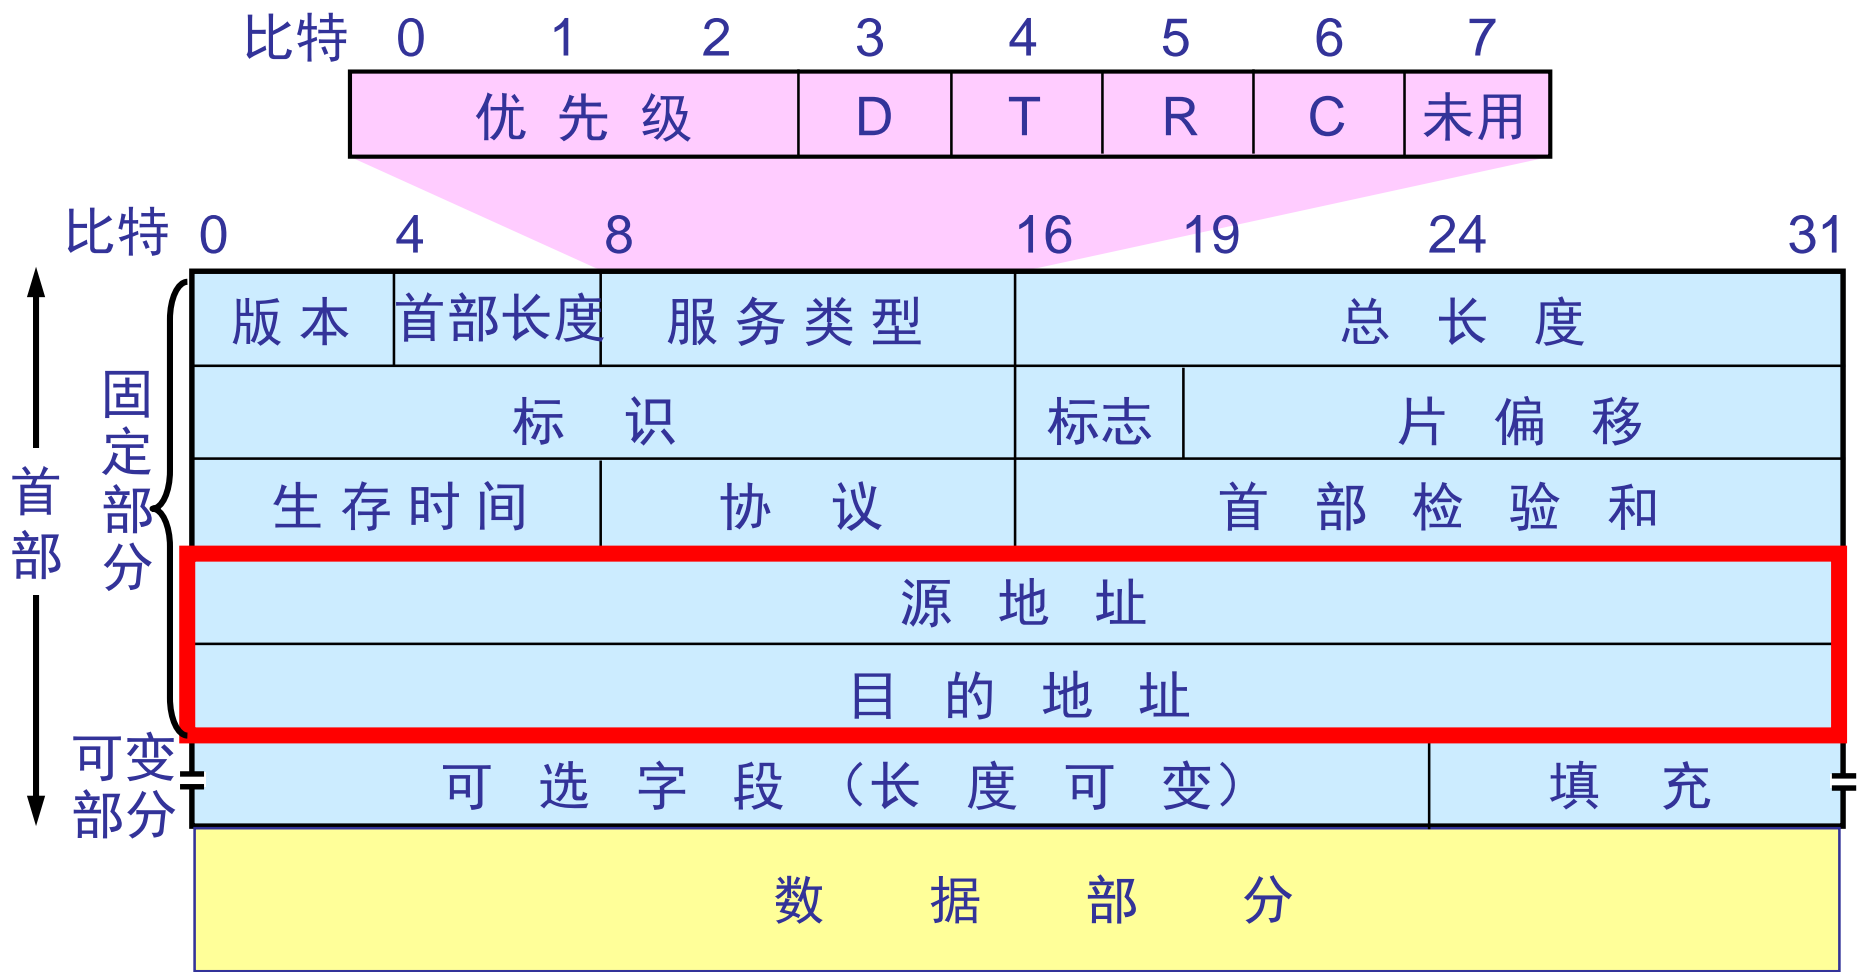 比特 0 1 2 3 4 5 6 7
优先级 D T R C 未用
比特 0 4 8 16 19 24 31
版本 首部长度 服务类型 总长度
标识 标志 片偏移
生存时间 协议 首部检验和
源地址
目的地址
可选字段（长度可变） 填充
数据部分
首部
固定部分
可变
部分